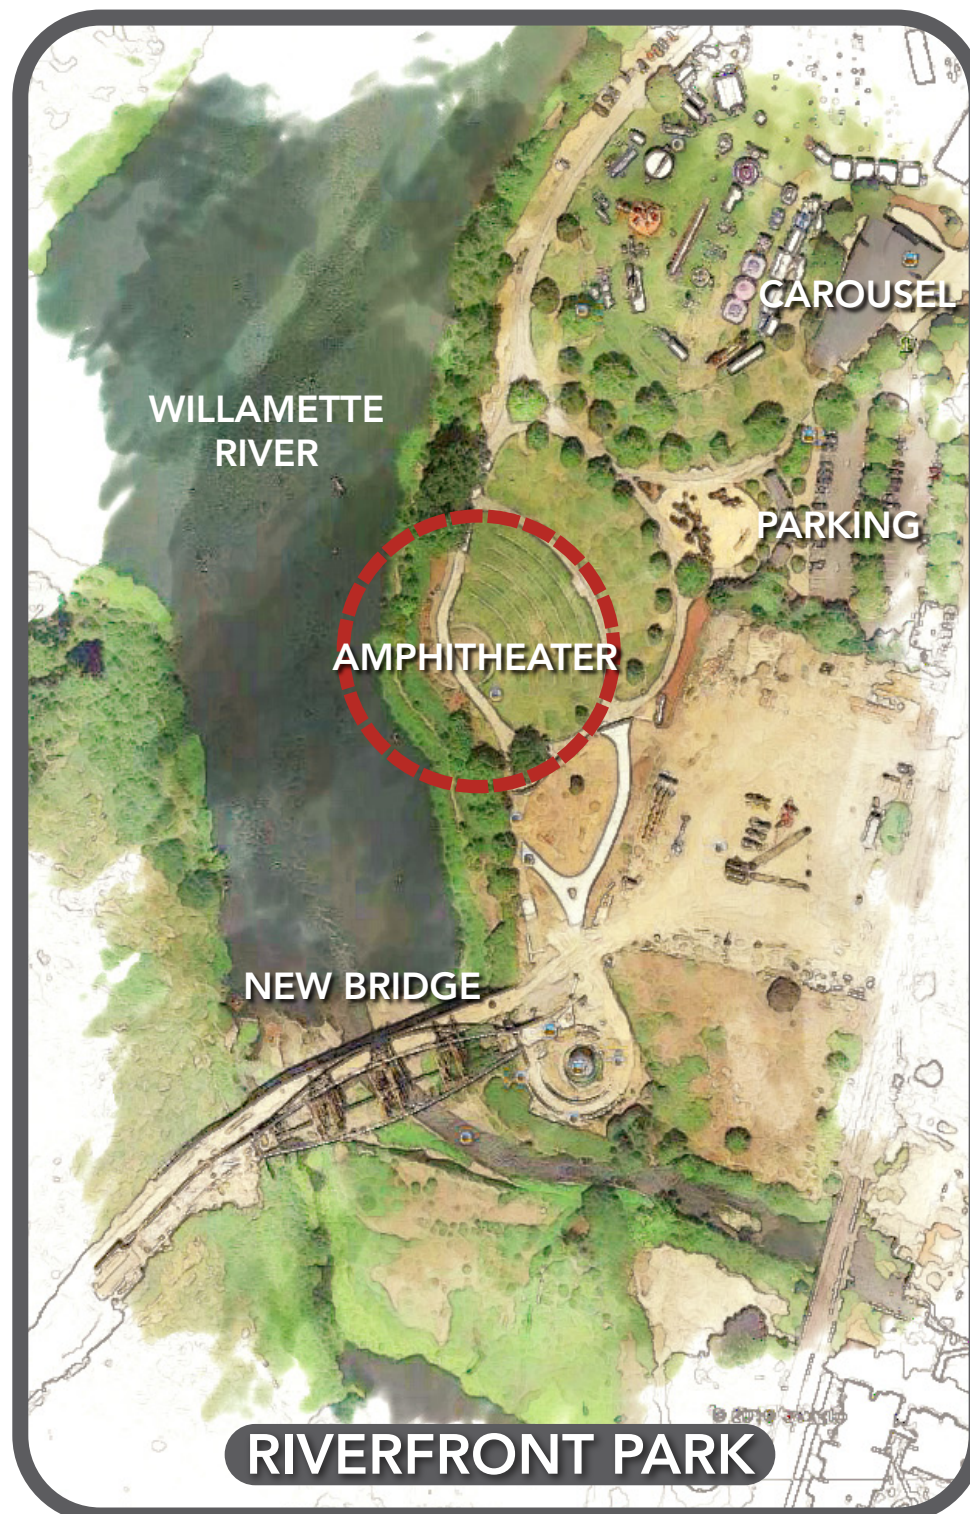 CAROUSEL
WILLAMETTE
RIVER
PARKING
AMPHITHEATER
NEW BRIDGE
RIVERFRONT PARK